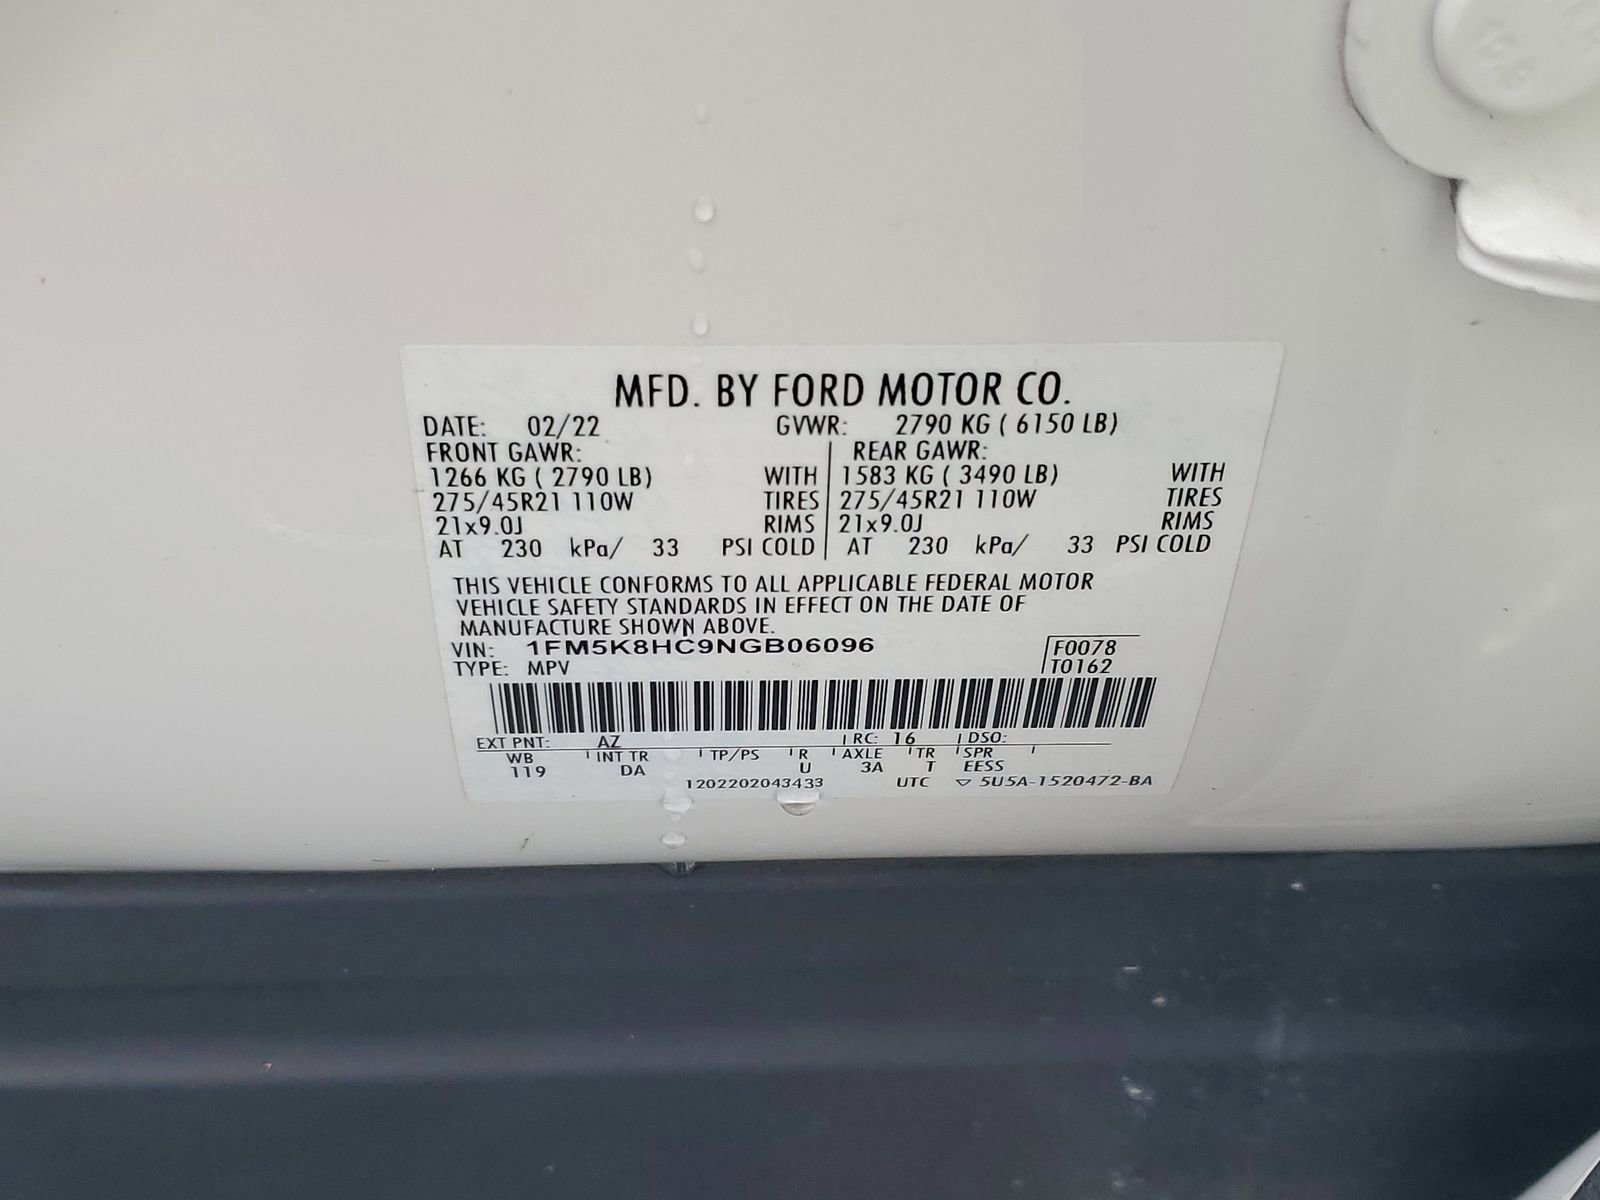 MFD. BY FORD MOTOR CO.
DATE: 02/22 GVWR: 2790 KG ( 6150 LB)
FRONT GAWR: REAR GAWR:
1266 KG ( 2790 LB) WITH 1583 KG ( 3490 LB) WITH
275/45R21 110W TIRES 275/45R21 110W TIRES
21x9.0J RIMS 21x9.0J RIMS
AT 230 kPa/ 33 PSI COLD AT 230 kPa/ 33 PSI COLD
THIS VEHICLE CONFORMS TO ALL APPLICABLE FEDERAL MOTOR
VEHICLE SAFETY STANDARDS IN EFFECT ON THE DATE OF
MANUFACTURE SHOWN ABOVE.
VIN: 1FM5K8HC9NGB06096 F0078
TYPE: MPV T0162
EXT PNT: AZ RC: 16 DSO:
WB INT TR TP/PS R AXLE TR SPR
119 DA U 3A T EESS
1202202043433 UTC ▽ 5U5A-1520472-BA